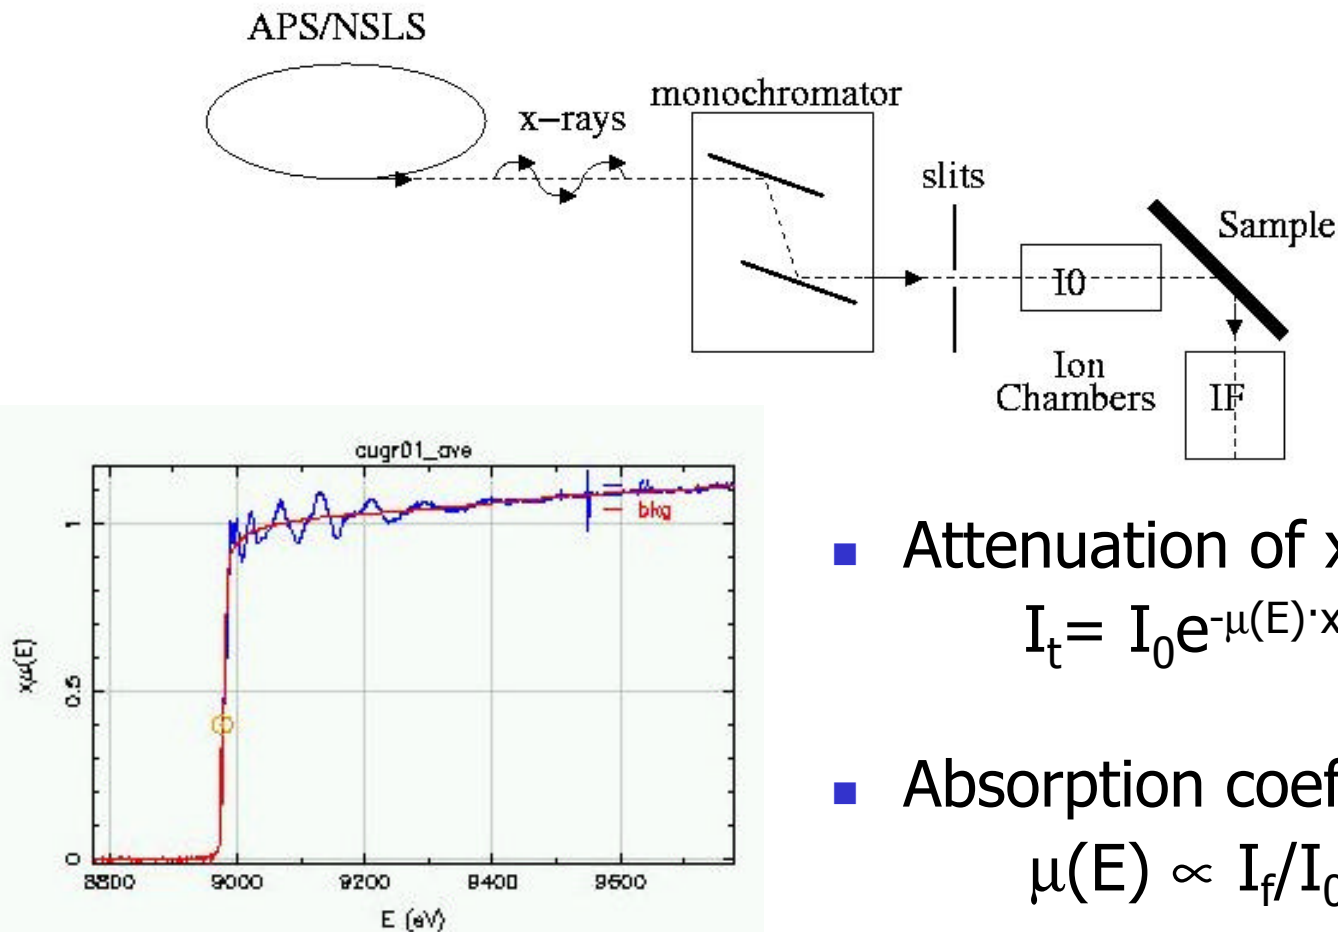 APS/NSLS
x-rays
monochromator
slits
Sample
I0
Ion
Chambers
IF
cugr01_ave
bkg
xμ(E)
1
0.5
0
8800 9000 9200 9400 9600
E (eV)
■ Attenuation of x
Iₜ= I₀e^-μ(E)·x
■ Absorption coef
μ(E) ∝ I_f/I₀